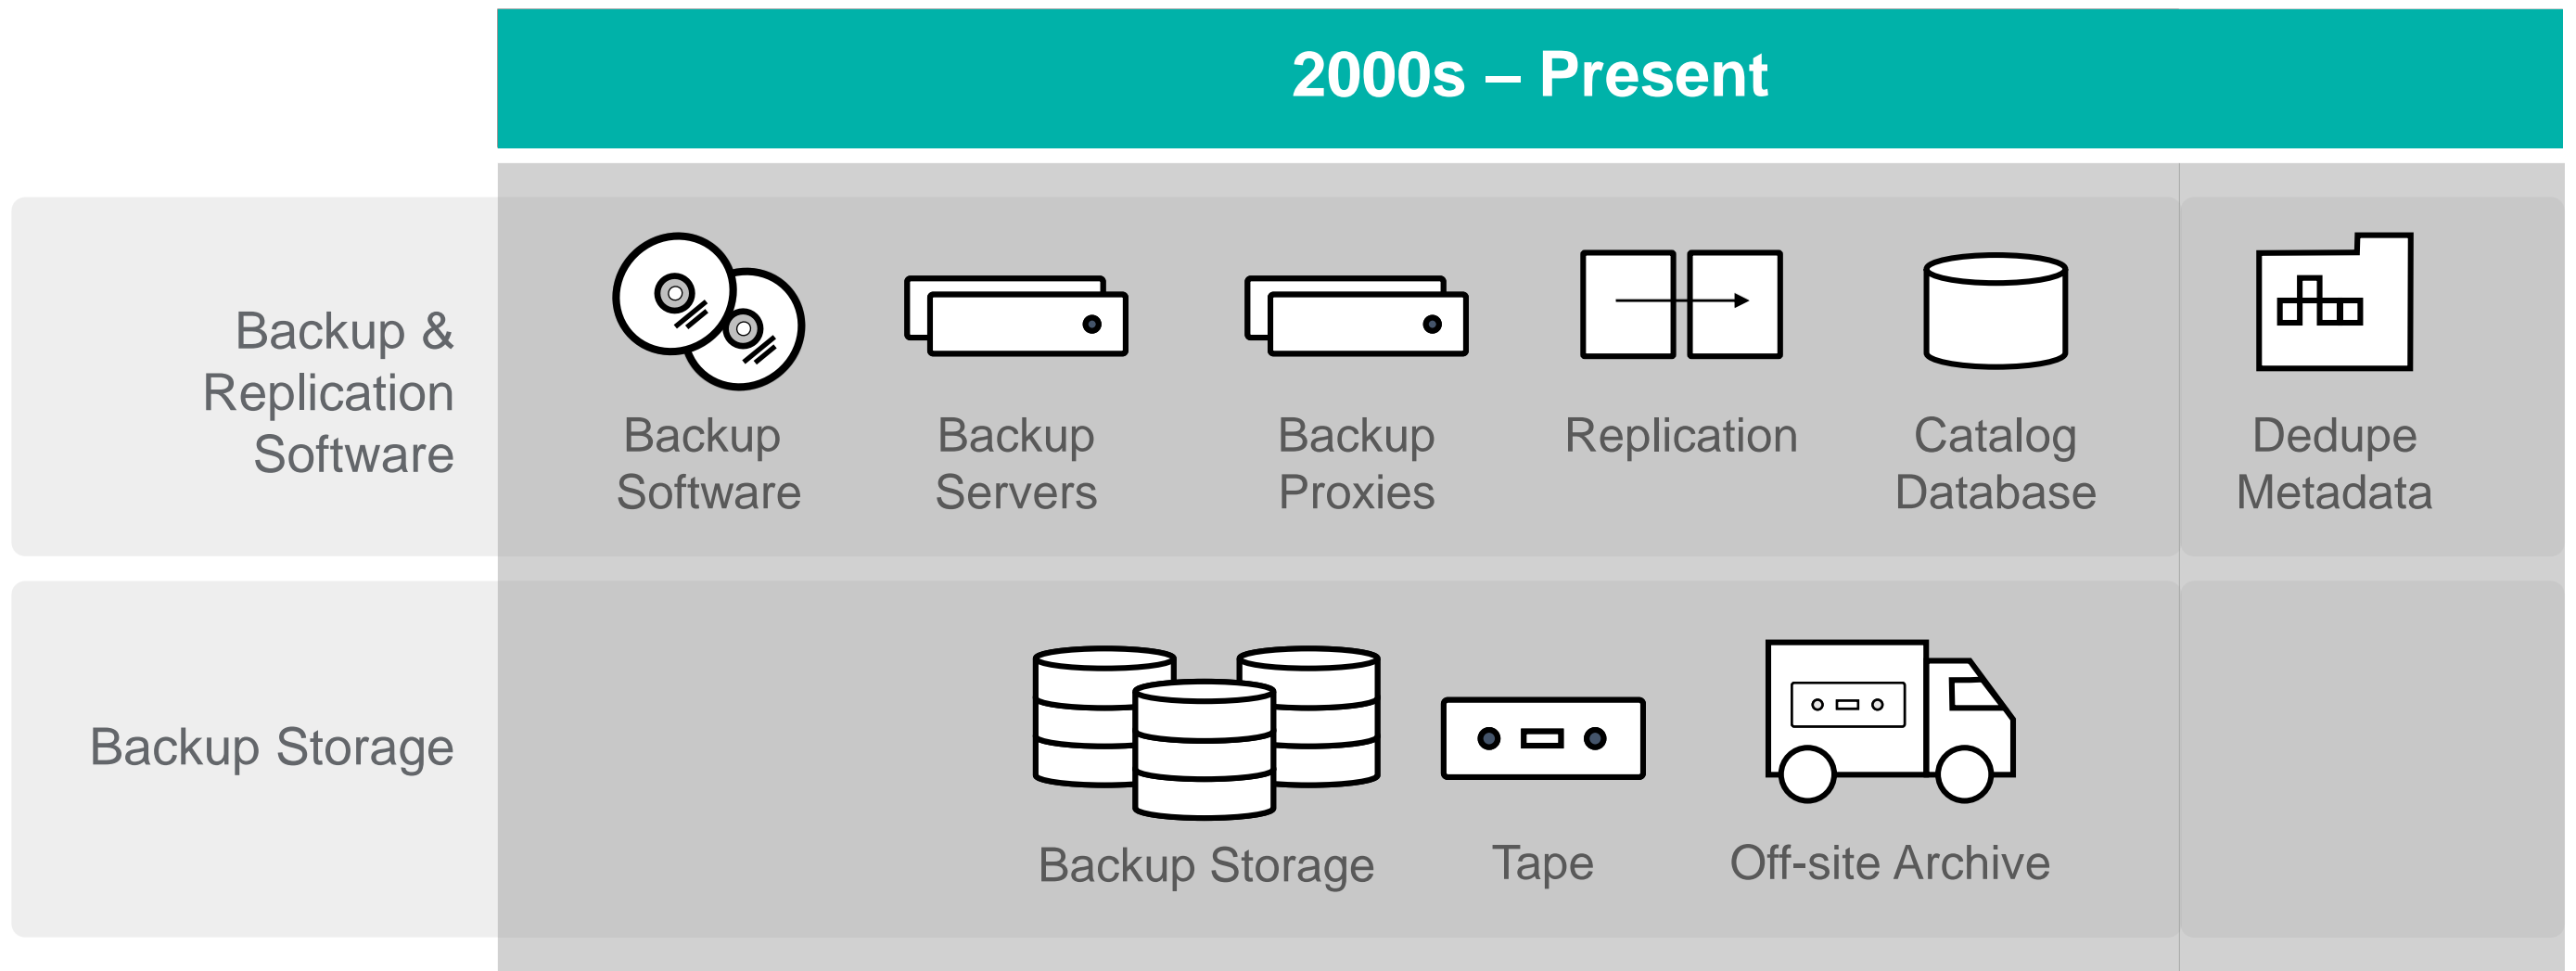 2000s – Present
Backup &
Replication
Software
Backup
Software
Backup
Servers
Backup
Proxies
Replication
Catalog
Database
Dedupe
Metadata
Backup Storage
Backup Storage
Tape
Off-site Archive